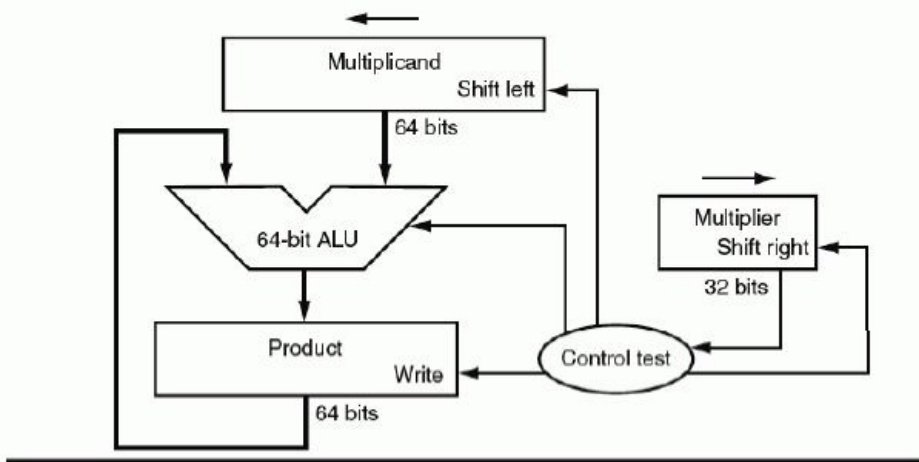 Multiplicand
Shift left
64 bits
64-bit ALU
Multiplier
Shift right
32 bits
Product
Write
Control test
64 bits